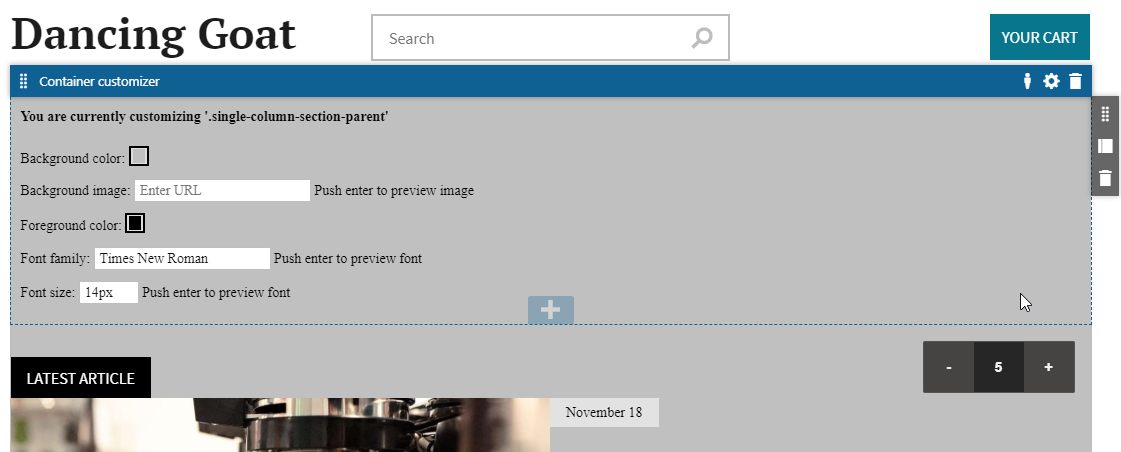 Dancing Goat
Search
YOUR CART
Container customizer
You are currently customizing '.single-column-section-parent'
Background color:
Background image: Enter URL Push enter to preview image
Foreground color:
Font family: Times New Roman Push enter to preview font
Font size: 14px Push enter to preview font
- 5 +
LATEST ARTICLE
November 18